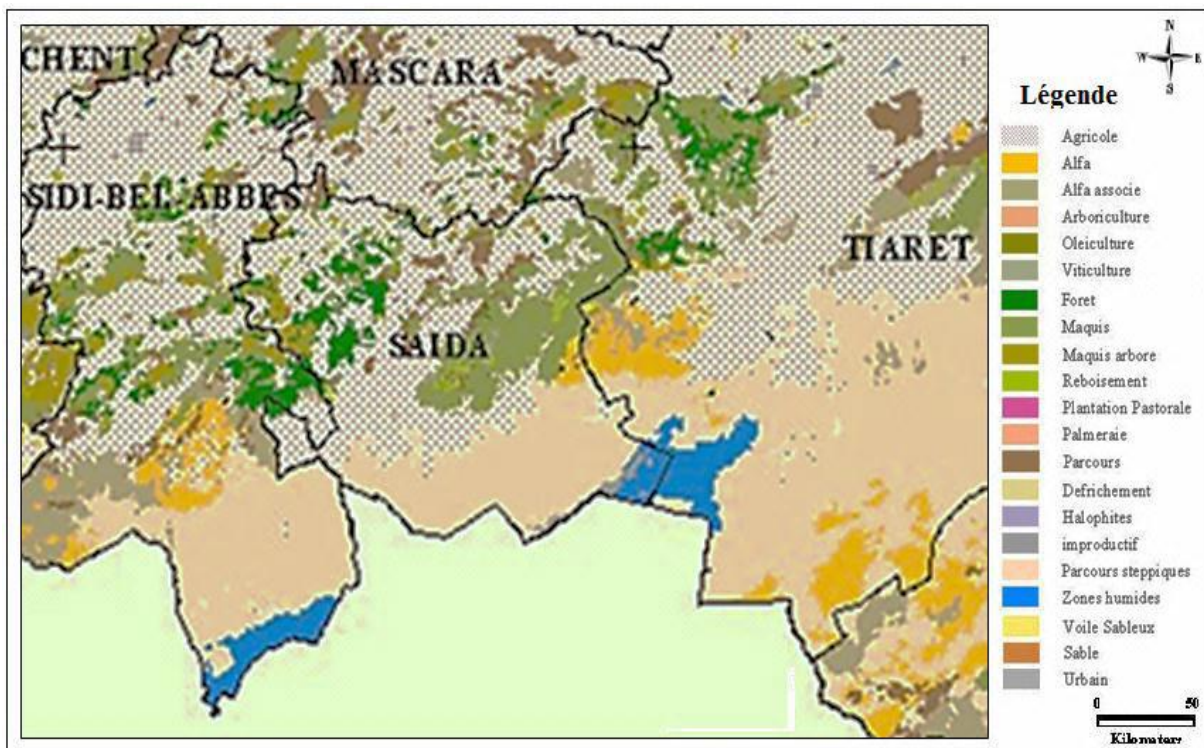 CHENT
MASCARA
SIDI-BEL-ABBES
TIARET
SAIDA
N
W E
S
Légende
Agricole
Alfa
Alfa associe
Arboriculture
Oleiculture
Viticulture
Foret
Maquis
Maquis arbore
Reboisement
Plantation Pastorale
Palmeraie
Parcours
Defrichement
Halophites
improductif
Parcours steppiques
Zones humides
Voile Sableux
Sable
Urbain
0 50
Kilometers